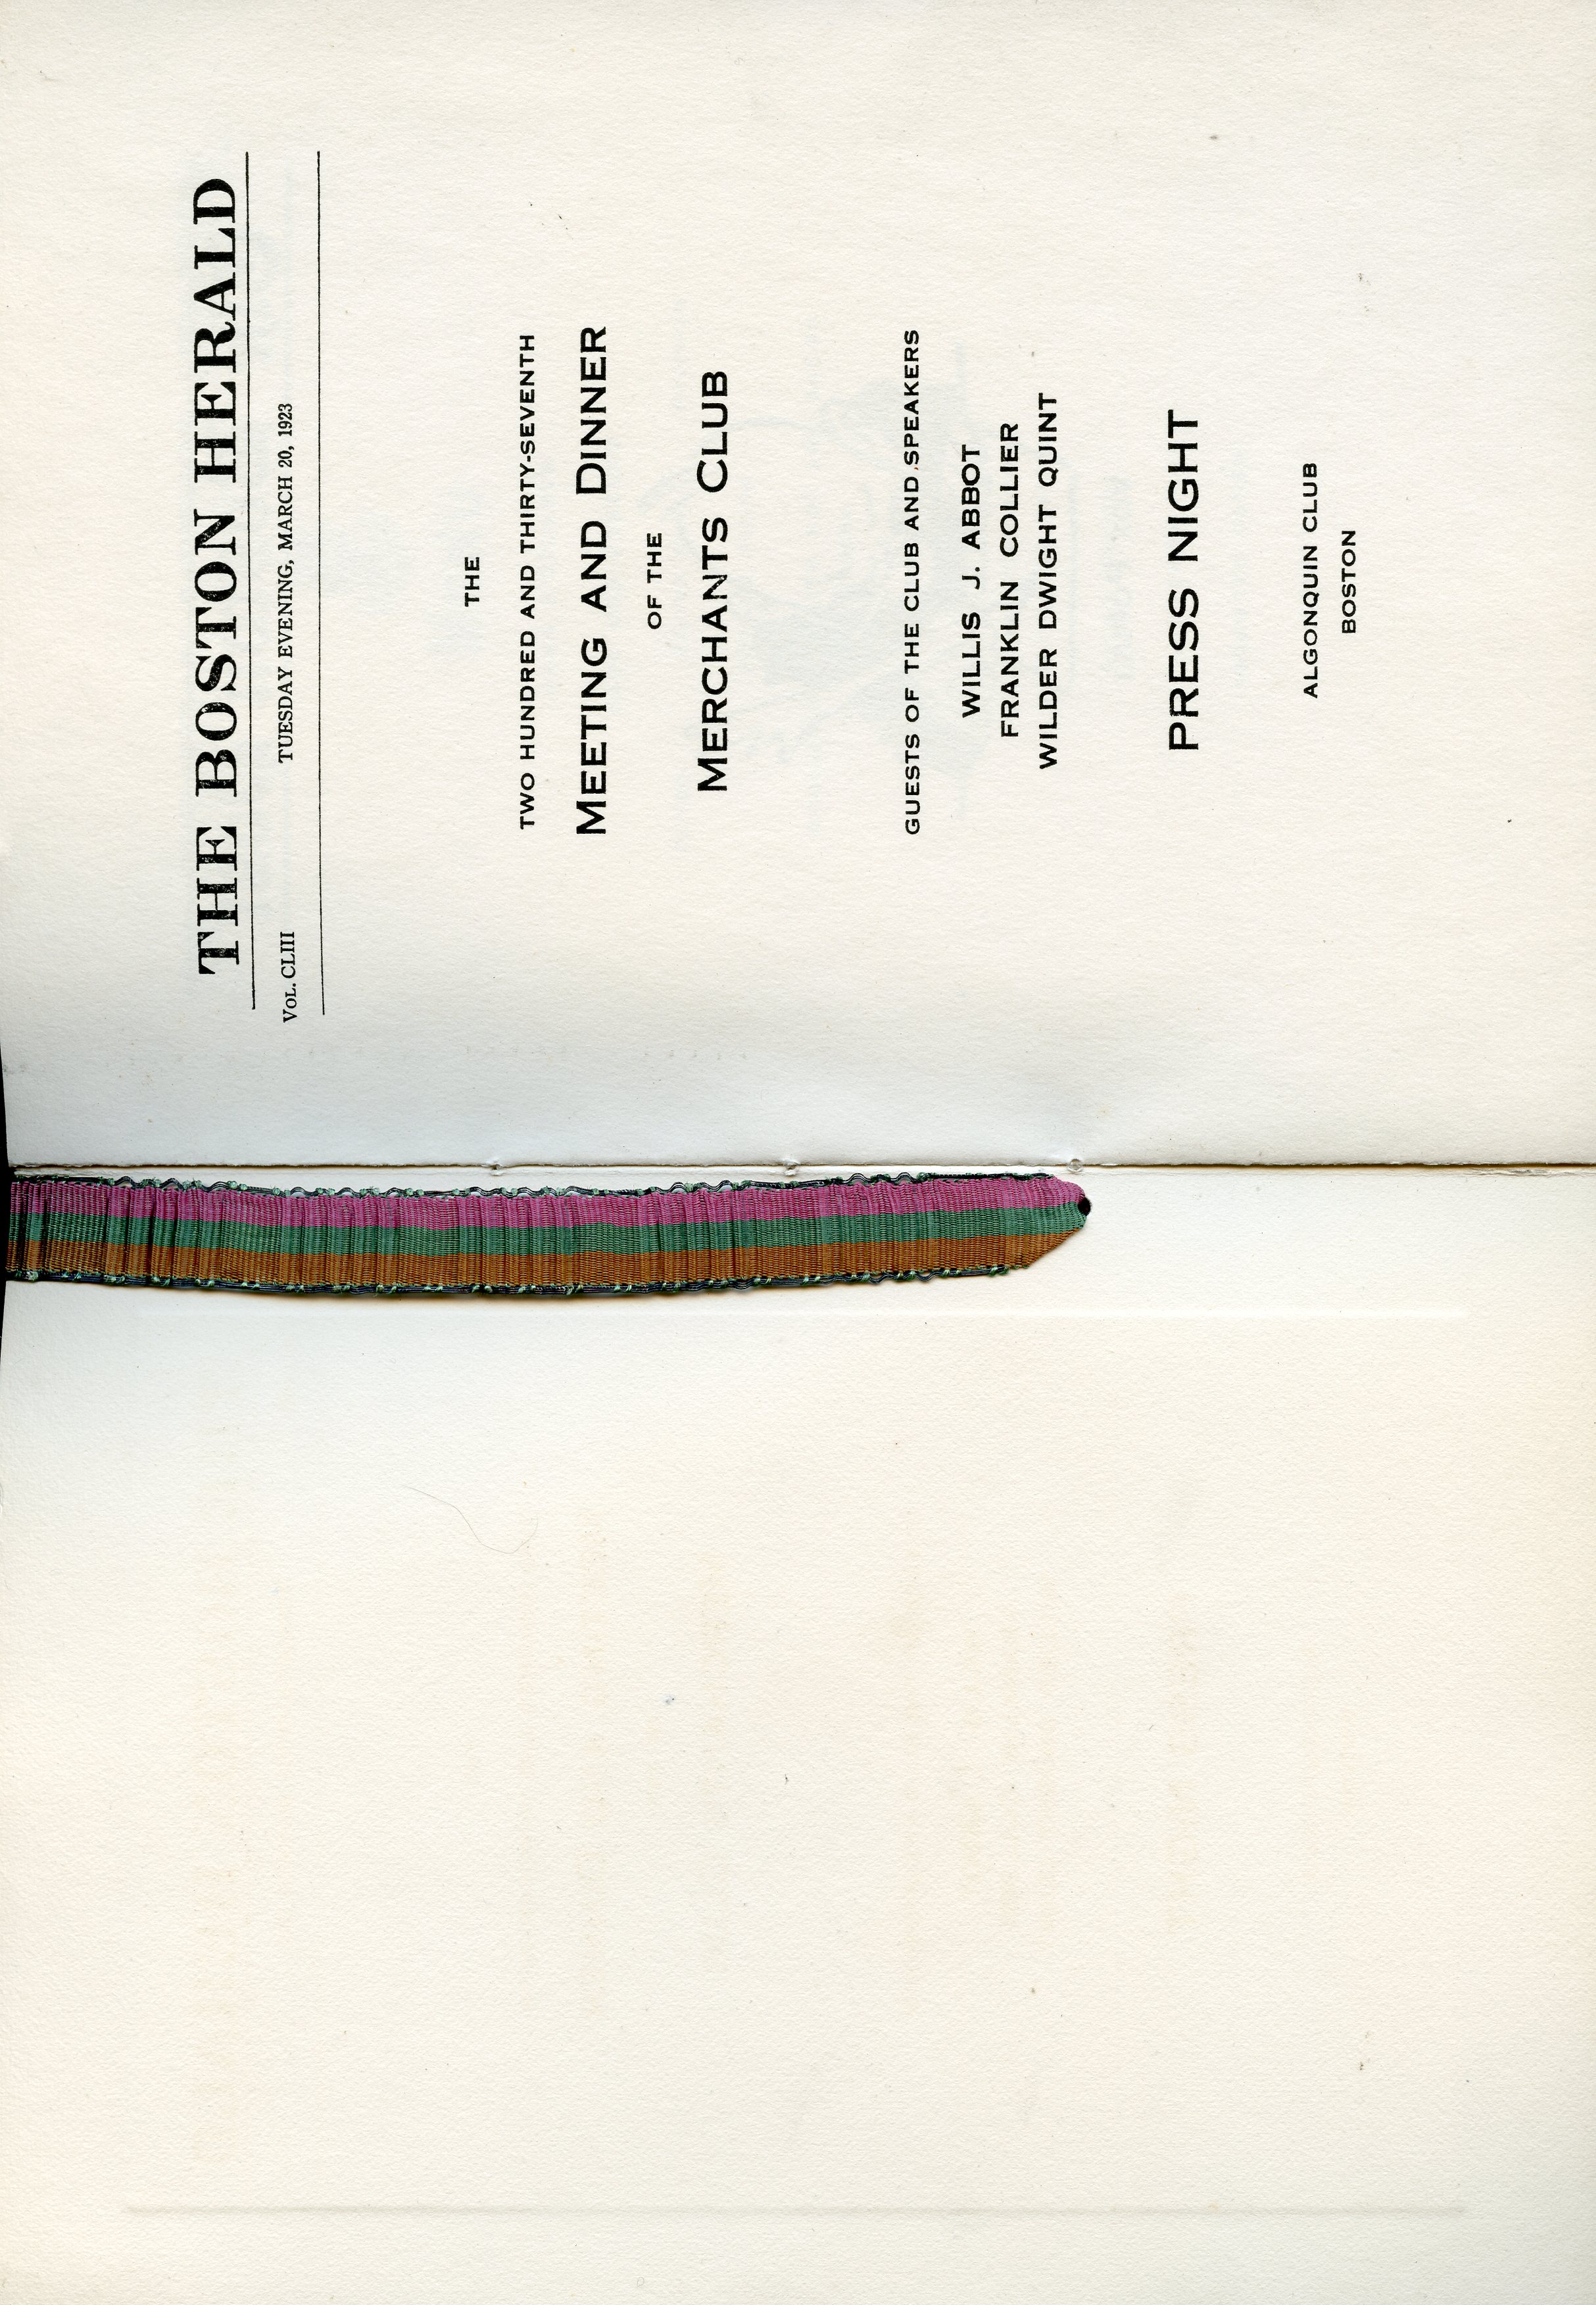 THE BOSTON HERALD
VOL. CLIII TUESDAY EVENING, MARCH 20, 1923
THE
TWO HUNDRED AND THIRTY-SEVENTH
MEETING AND DINNER
OF THE
MERCHANTS CLUB
GUESTS OF THE CLUB AND SPEAKERS
WILLIS J. ABBOT
FRANKLIN COLLIER
WILDER DWIGHT QUINT
PRESS NIGHT
ALGONQUIN CLUB
BOSTON